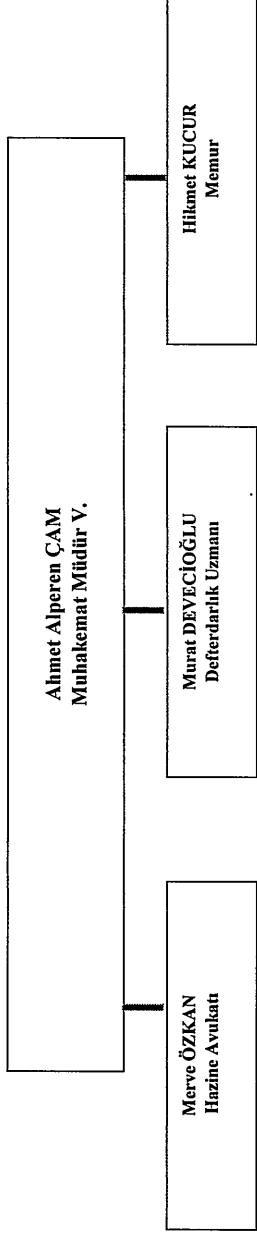 Ahmet Alperen ÇAM
Muhakemat Müdür V.
Merve ÖZKAN
Hazine Avukatı
Murat DEVECİOĞLU
Defterdarlık Uzmanı
Hikmet KUCUR
Memur